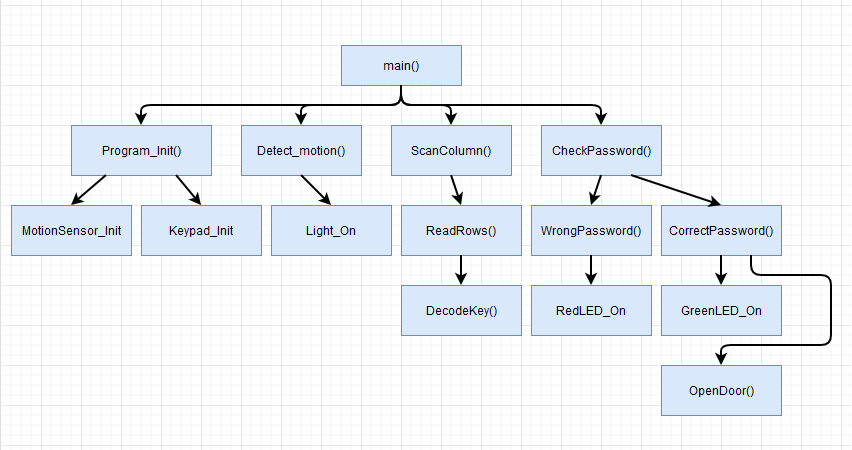 main()
Program_Init()
Detect_motion()
ScanColumn()
CheckPassword()
MotionSensor_Init
Keypad_Init
Light_On
ReadRows()
WrongPassword()
CorrectPassword()
DecodeKey()
RedLED_On
GreenLED_On
OpenDoor()